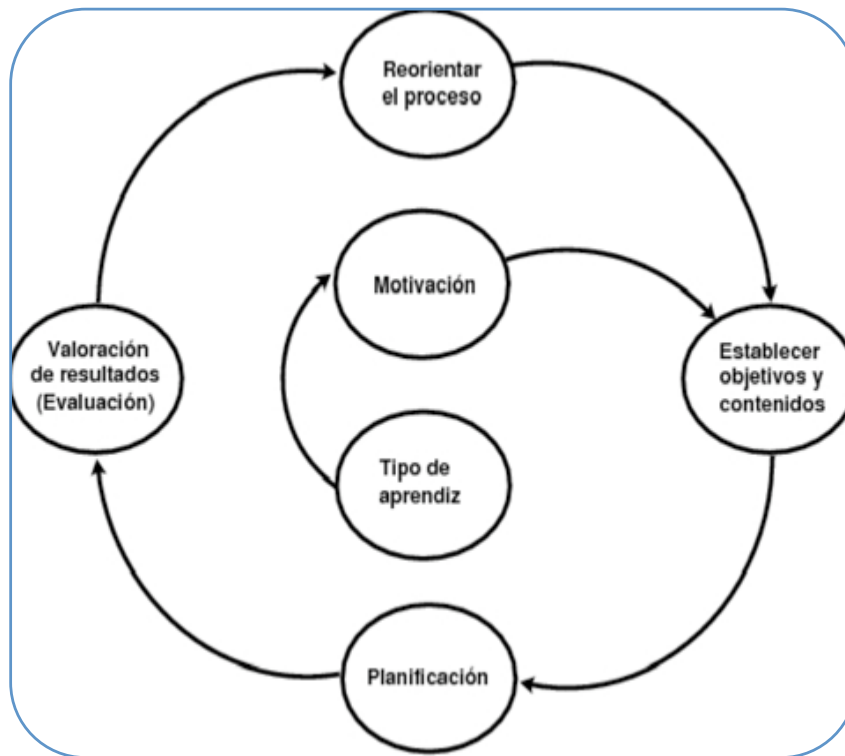 Reorientar
el proceso
Motivación
Valoración
de resultados
(Evaluación)
Establecer
objetivos y
contenidos
Tipo de
aprendiz
Planificación